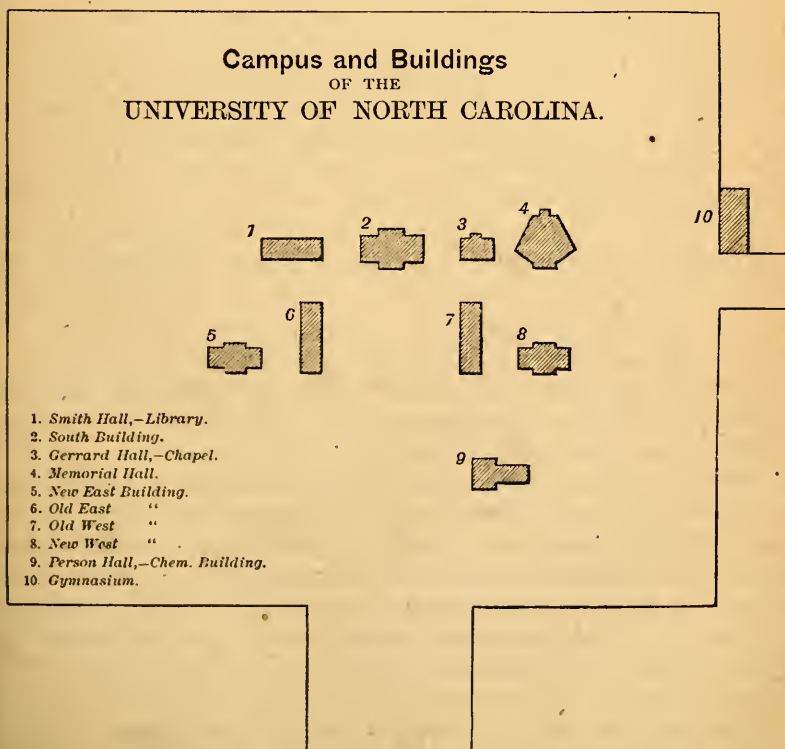 Campus and Buildings
OF THE
UNIVERSITY OF NORTH CAROLINA.
1
2
3
4
10
5
6
7
8
9
1. Smith Hall,—Library.
2. South Building.
3. Gerrard Hall,—Chapel.
4. Memorial Hall.
5. New East Building.
6. Old East “
7. Old West “
8. New West “
9. Person Hall,—Chem. Building.
10 Gymnasium.